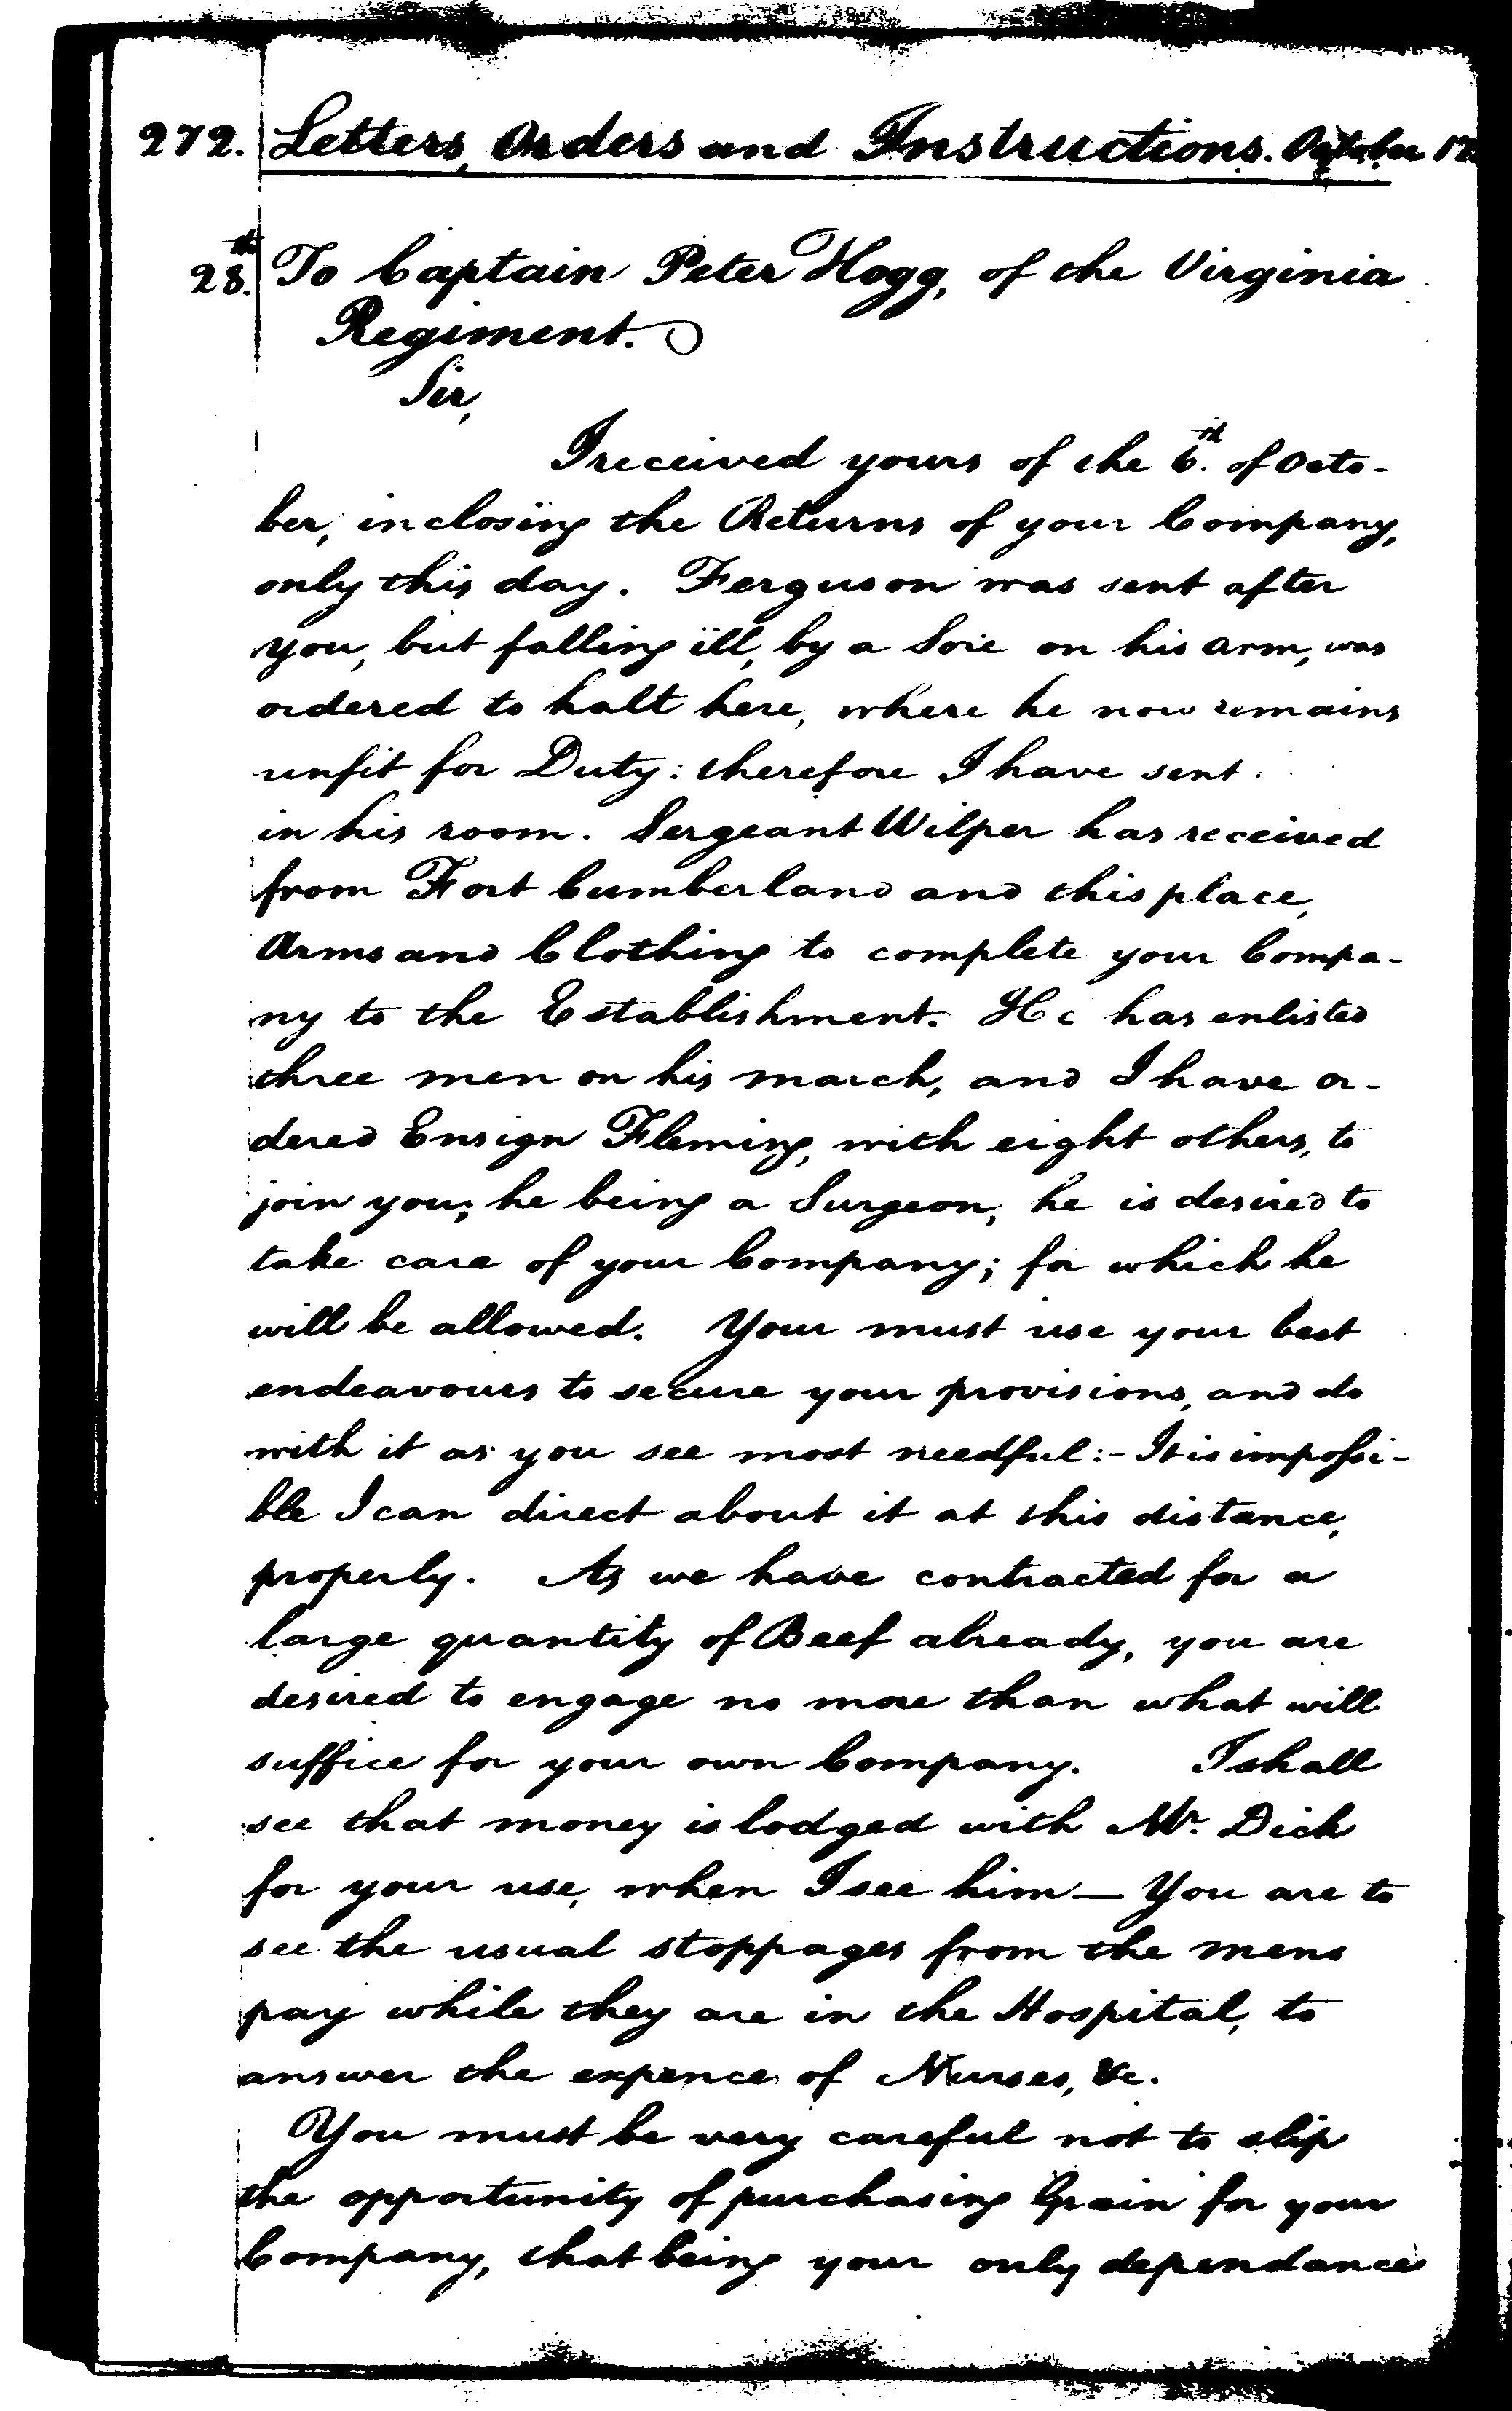 272. Letters, Orders and Instructions. October 17
28th. To Captain Peter Hogg, of the Virginia
Regiment.
Sir,
I received yours of the 6th. of Octo-
ber, inclosing the Returns of your Company,
only this day. Ferguson was sent after
you, but falling ill, by a Sore on his arm, was
ordered to halt here, where he now remains
unfit for Duty: therefore I have sent
in his room. Sergeant Wilper has received
from Fort Cumberland and this place,
Arms and Clothing to complete your Compa-
ny to the Establishment. He has enlisted
three men on his march, and I have or-
dered Ensign Fleming, with eight others, to
join you; he being a Surgeon, he is desired to
take care of your Company; for which he
will be allowed. Your must use your best
endeavours to secure your provisions, and do
with it as you see most needful:- It is impossi-
ble I can direct about it at this distance,
properly. As we have contracted for a
large quantity of Beef already, you are
desired to engage no more than what will
suffice for your own Company. I shall
see that money is lodged with Mr. Dick
for your use, when I see him — You are to
see the usual stoppages from the mens
pay while they are in the Hospital, to
answer the expence of Nurses, &c.
You must be very careful not to slip
the opportunity of purchasing Grain for your
Company, that being your only dependance